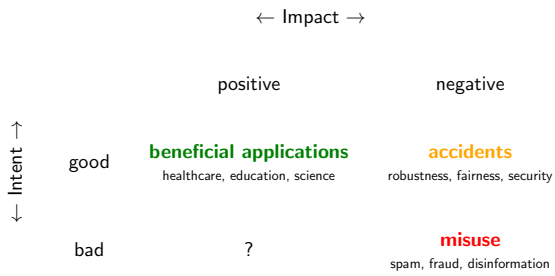 ← Impact →
positive negative
← Intent →
good beneficial applications accidents
healthcare, education, science robustness, fairness, security
bad ? misuse
spam, fraud, disinformation